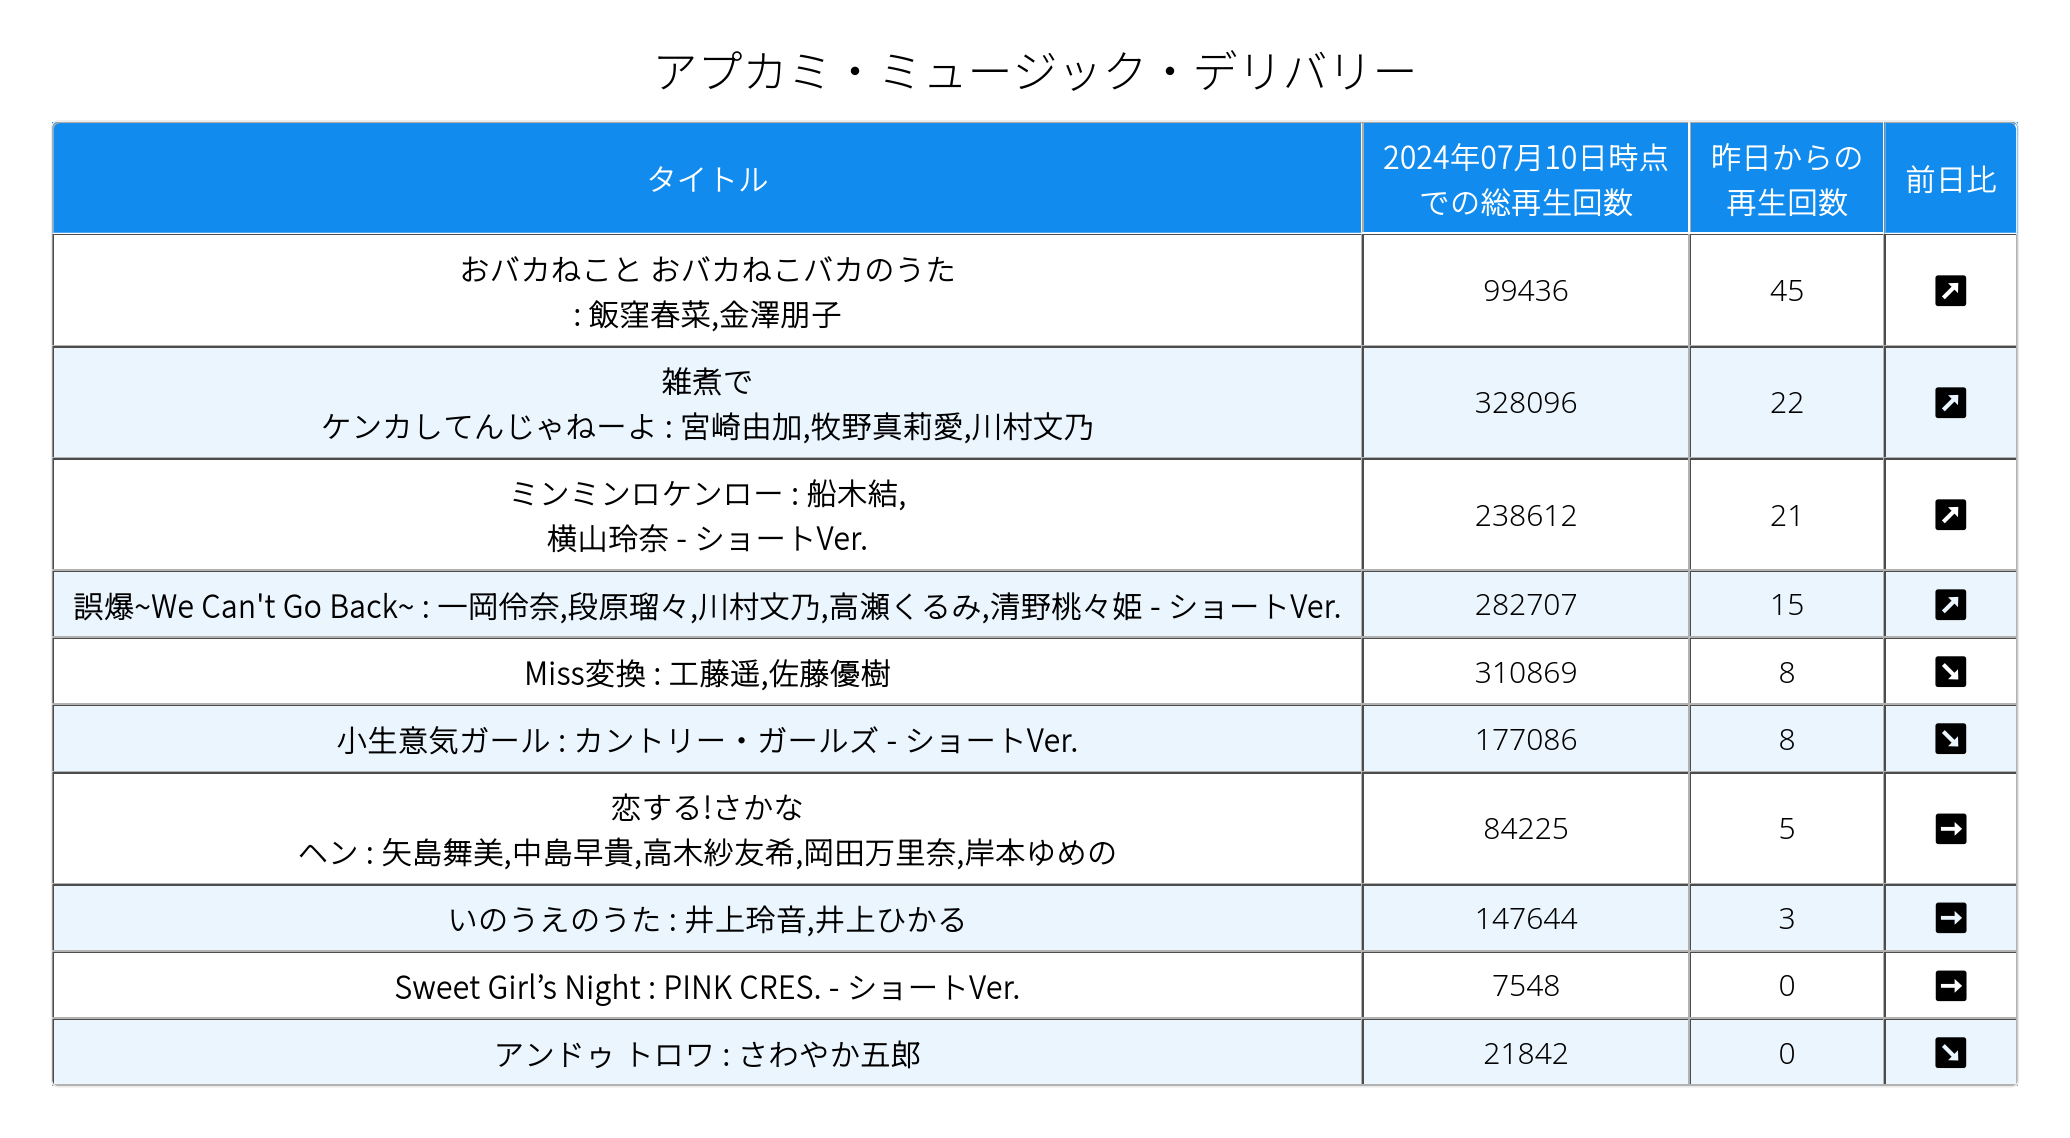 アプカミ・ミュージック・デリバリー
タイトル
2024年07月10日時点
での総再生回数
昨日からの
再生回数
前日比
おバカねこと おバカねこバカのうた
: 飯窪春菜,金澤朋子
99436
45
雑煮で
ケンカしてんじゃねーよ : 宮崎由加,牧野真莉愛,川村文乃
328096
22
ミンミンロケンロー : 船木結,
横山玲奈 - ショートVer.
238612
21
誤爆~We Can't Go Back~ : 一岡伶奈,段原瑠々,川村文乃,高瀬くるみ,清野桃々姫 - ショートVer.
282707
15
Miss変換 : 工藤遥,佐藤優樹
310869
8
小生意気ガール : カントリー・ガールズ - ショートVer.
177086
8
恋する!さかな
ヘン : 矢島舞美,中島早貴,高木紗友希,岡田万里奈,岸本ゆめの
84225
5
いのうえのうた : 井上玲音,井上ひかる
147644
3
Sweet Girl’s Night : PINK CRES. - ショートVer.
7548
0
アンドゥ トロワ : さわやか五郎
21842
0